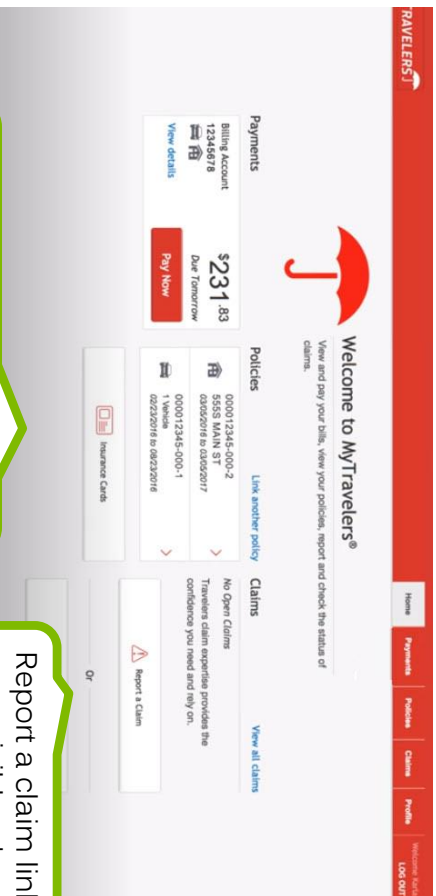 TRAVELERS
Home
Payments
Policies
Claims
Profile
Welcome Karla
LOG OUT
Welcome to MyTravelers®
View and pay your bills, view your policies, report and check the status of
claims.
Payments
Billing Account
12345678
$231.83
Due Tomorrow
View details
Pay Now
Policies
Link another policy
000012345-000-2
555S MAIN ST
03/05/2016 to 03/05/2017
000012345-000-1
1 Vehicle
02/23/2016 to 08/23/2016
Insurance Cards
Claims
View all claims
No Open Claims
Travelers claim expertise provides the
confidence you need and rely on.
Report a Claim
Or
Report a claim